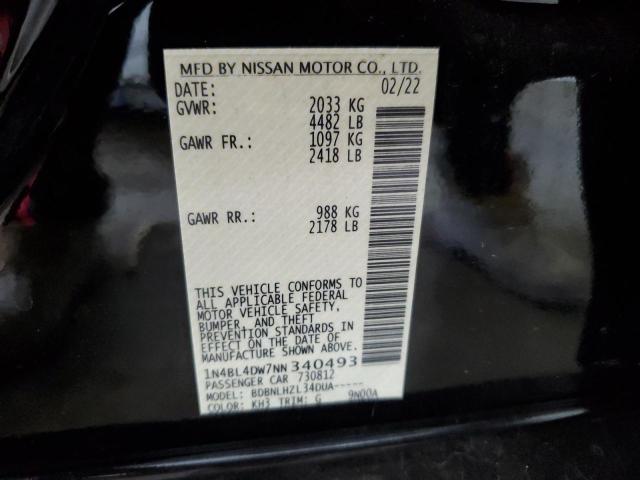 MFD BY NISSAN MOTOR CO., LTD.
DATE: 02/22
GVWR: 2033 KG
4482 LB
GAWR FR.: 1097 KG
2418 LB
GAWR RR.: 988 KG
2178 LB
THIS VEHICLE CONFORMS TO
ALL APPLICABLE FEDERAL
MOTOR VEHICLE SAFETY,
BUMPER, AND THEFT
PREVENTION STANDARDS IN
EFFECT ON THE DATE OF
MANUFACTURE SHOWN ABOVE.
1N4BL4DW7NN 340493
PASSENGER CAR 730812
MODEL: BDBNLHZL34DUA-----
COLOR: KH3 TRIM: G 9N00A